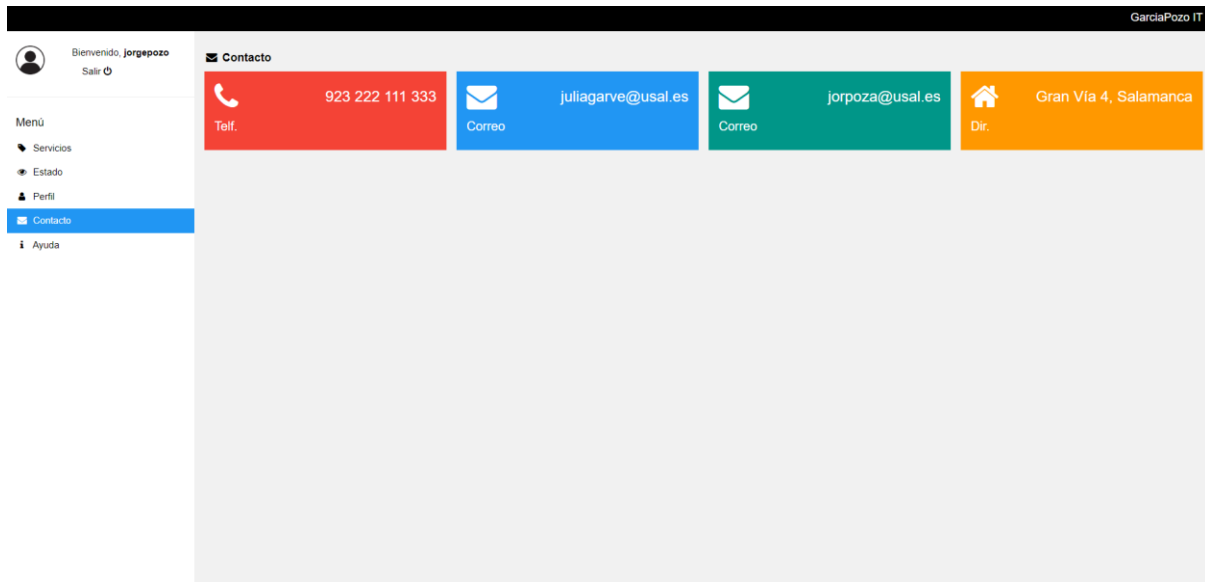 GarciaPozo IT
Bienvenido, jorgepozo
Salir
Menú
Servicios
Estado
Perfil
Contacto
Ayuda
Contacto
923 222 111 333
Telf.
juliagarve@usal.es
Correo
jorpoza@usal.es
Correo
Gran Vía 4, Salamanca
Dir.